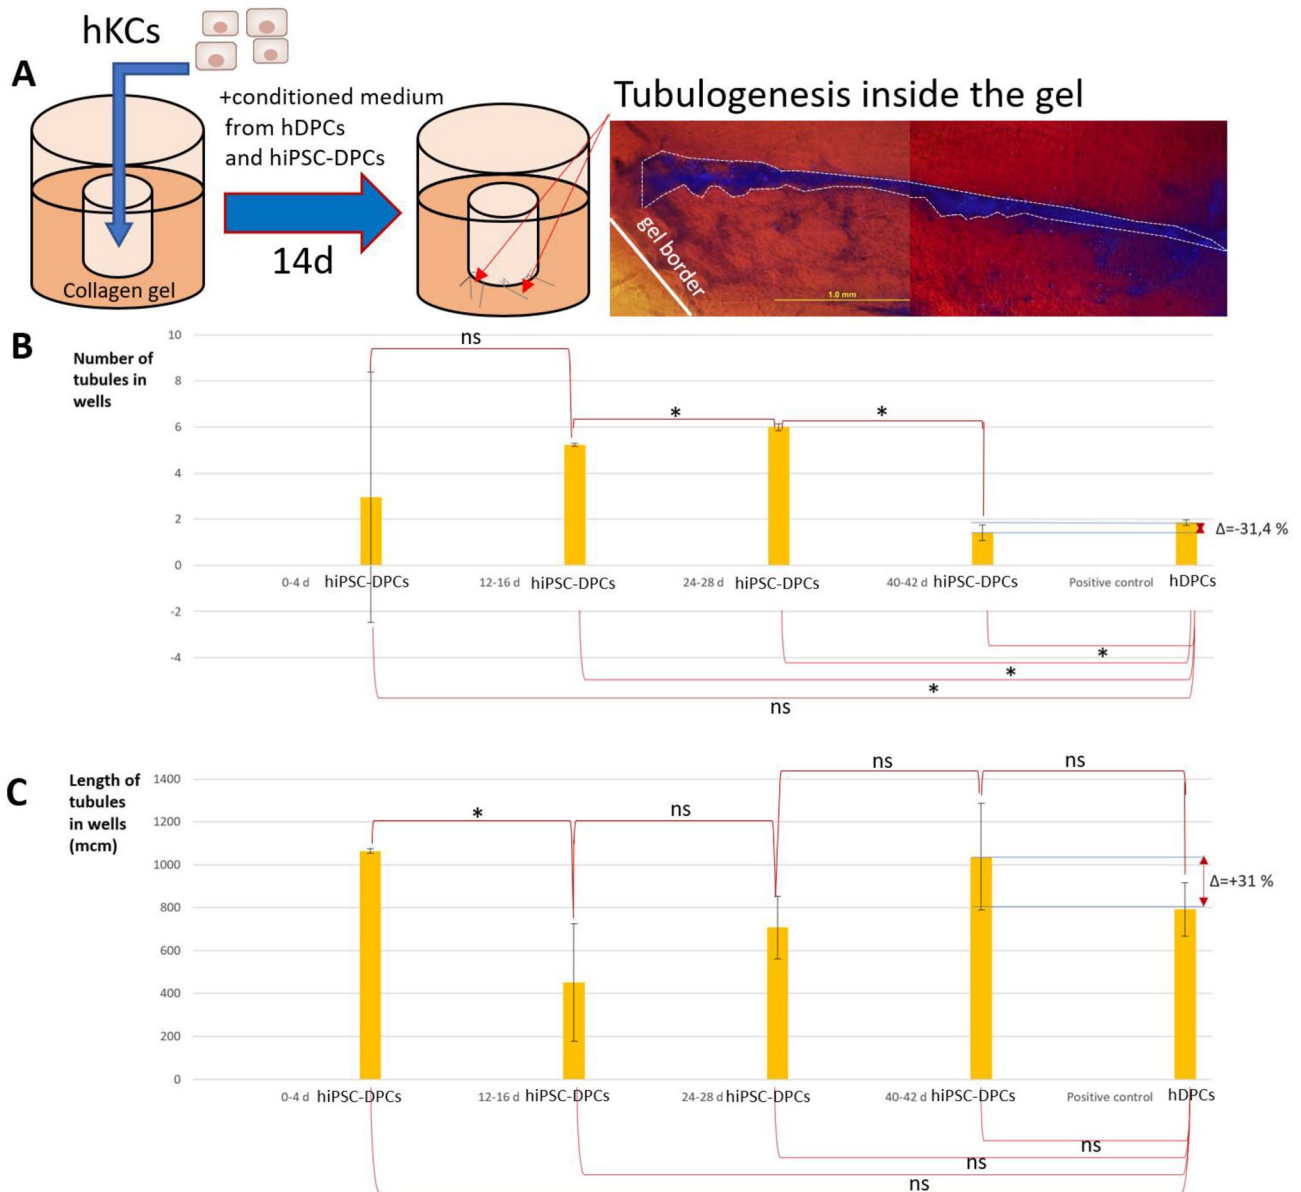 hKCs
A
+conditioned medium
from hDPCs
and hiPSC-DPCs
14d
Collagen gel
Tubulogenesis inside the gel
gel border
1.0 mm
B
Number of
tubules in
wells
10
8
6
4
2
0
-2
-4
ns
*
*
Δ=-31,4 %
0-4 d hiPSC-DPCs
12-16 d hiPSC-DPCs
24-28 d hiPSC-DPCs
40-42 d hiPSC-DPCs
Positive control hDPCs
*
*
*
ns
C
Length of
tubules
in wells
(mcm)
1400
1200
1000
800
600
400
200
0
*
ns
ns
ns
Δ=+31 %
0-4 d hiPSC-DPCs
12-16 d hiPSC-DPCs
24-28 d hiPSC-DPCs
40-42 d hiPSC-DPCs
Positive control hDPCs
ns
ns
ns